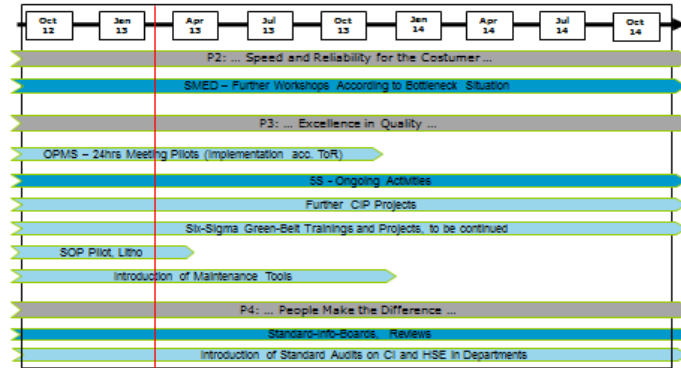 Oct 12
Jan 13
Apr 13
Jul 13
Oct 13
Jan 14
Apr 14
Jul 14
Oct 14
P2: ... Speed and Reliability for the Costumer ...
SMED – Further Workshops According to Bottleneck Situation
P3: ... Excellence in Quality ...
OPMS – 24hrs Meeting Pilots (Implementation acc. ToR)
5S - Ongoing Activities
Further CIP Projects
Six-Sigma Green-Belt Trainings and Projects, to be continued
SOP Pilot, Litho
Introduction of Maintenance Tools
P4: ... People Make the Difference ...
Standard-Info-Boards, Reviews
Introduction of Standard Audits on CI and HSE in Departments